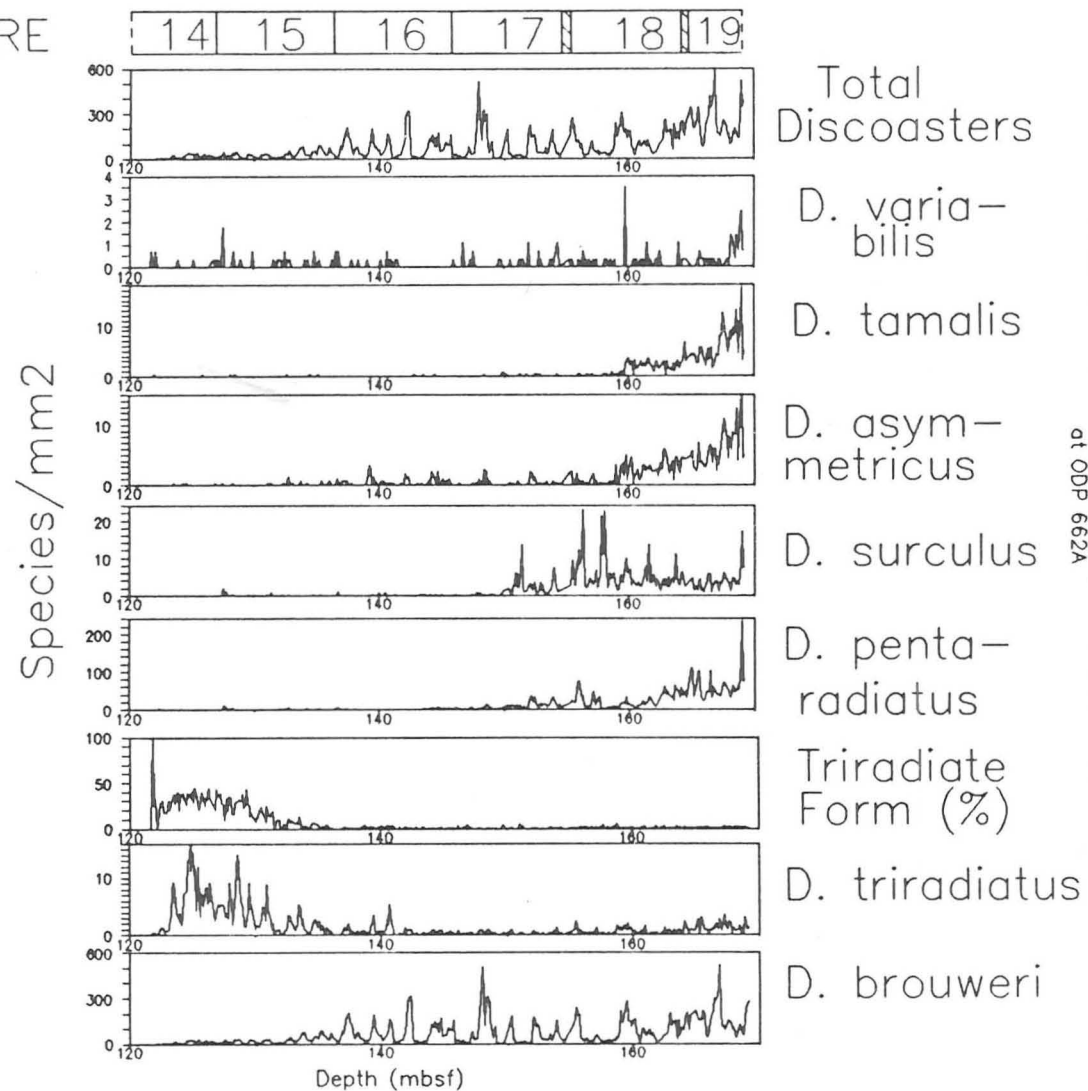 RE 14 15 16 17 18 19
600
300
0
120 140 160
Total
Discoasters
4
3
2
1
0
120 140 160
D. varia-
bilis
10
0
120 140 160
D. tamalis
10
0
120 140 160
D. asym-
metricus
20
10
0
120 140 160
D. surculus
200
100
0
120 140 160
D. penta-
radiatus
100
50
0
120 140 160
Triradiate
Form (%)
10
0
120 140 160
D. triradiatus
600
300
0
120 140 160
D. brouweri
Species/mm2
Depth (mbsf)
at ODP 662A